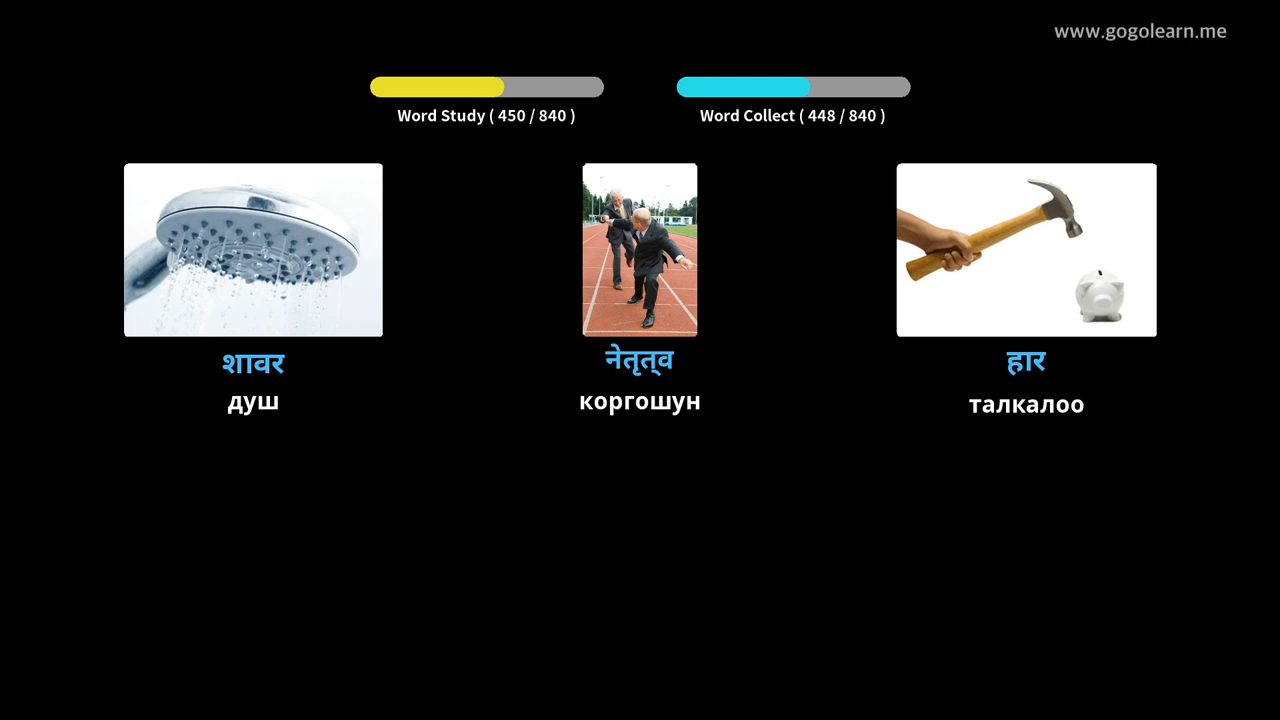 www.gogolearn.me
Word Study ( 450 / 840 )
Word Collect ( 448 / 840 )
शावर
नेतृत्व
हार
душ
коргошун
талкалоо